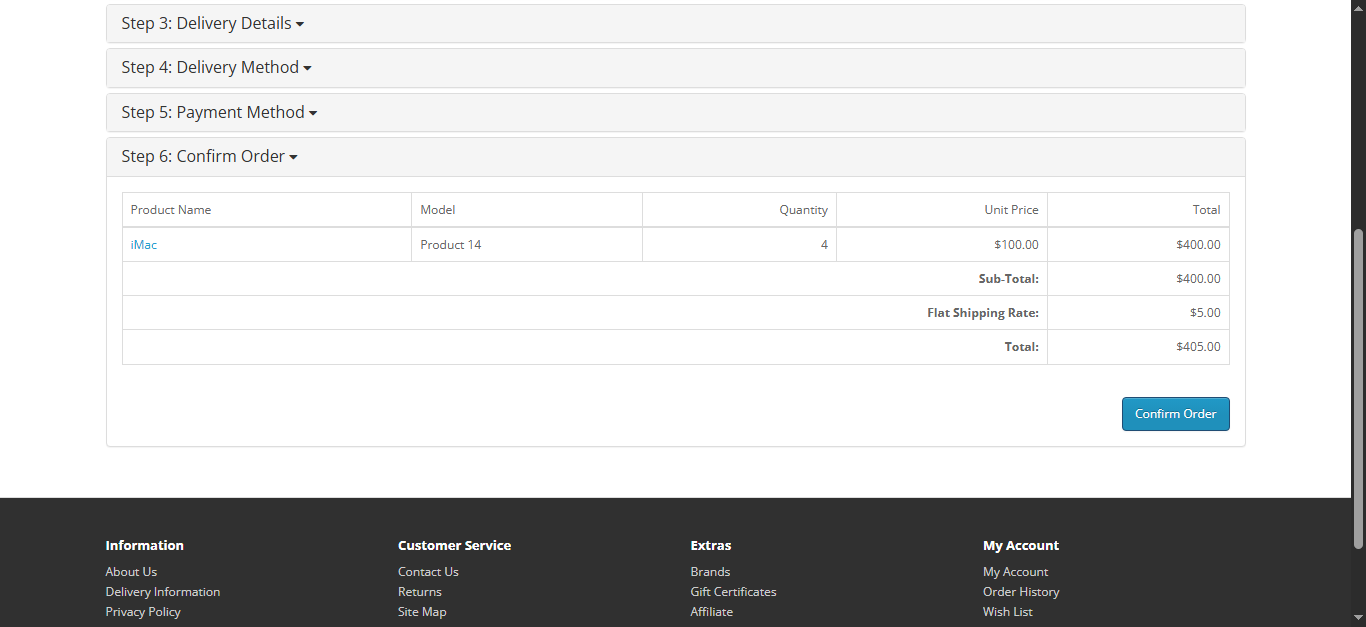 Step 3: Delivery Details
Step 4: Delivery Method
Step 5: Payment Method
Step 6: Confirm Order
Product Name Model Quantity Unit Price Total
iMac Product 14 4 $100.00 $400.00
Sub-Total: $400.00
Flat Shipping Rate: $5.00
Total: $405.00
Confirm Order
Information Customer Service Extras My Account
About Us Contact Us Brands My Account
Delivery Information Returns Gift Certificates Order History
Privacy Policy Site Map Affiliate Wish List